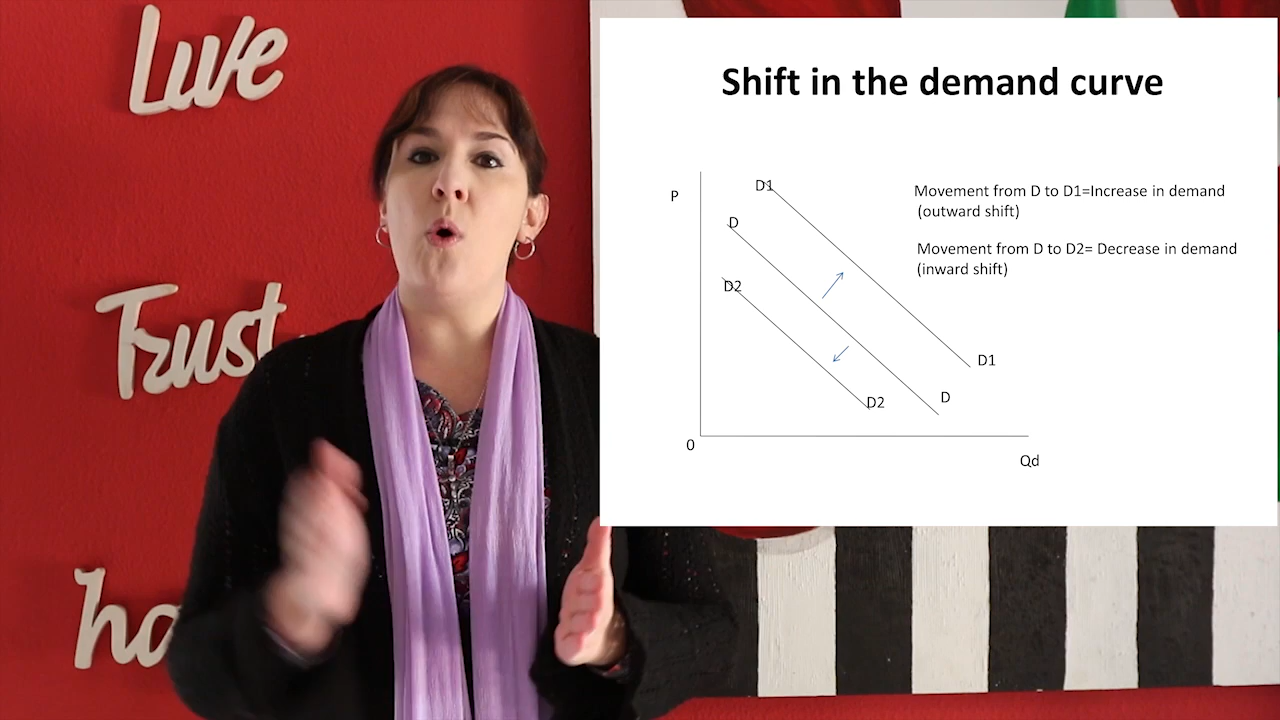 Live
Trust
ha
Shift in the demand curve
P
D1
D
D2
Movement from D to D1=Increase in demand
(outward shift)
Movement from D to D2= Decrease in demand
(inward shift)
D1
D
D2
0
Qd